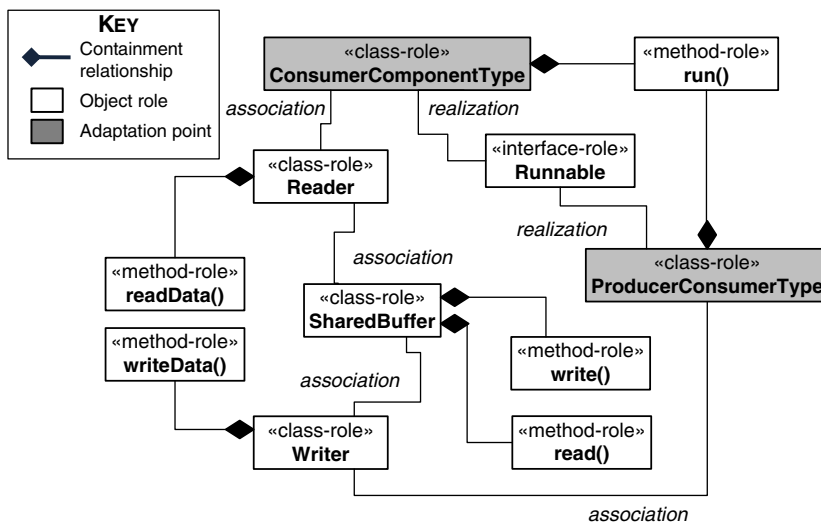 KEY
Containment
relationship
Object role
Adaptation point
«class-role»
ConsumerComponentType
«method-role»
run()
association
realization
«class-role»
Reader
«interface-role»
Runnable
realization
association
«class-role»
ProducerConsumerType
«method-role»
readData()
«class-role»
SharedBuffer
«method-role»
writeData()
«method-role»
write()
association
«class-role»
Writer
«method-role»
read()
association